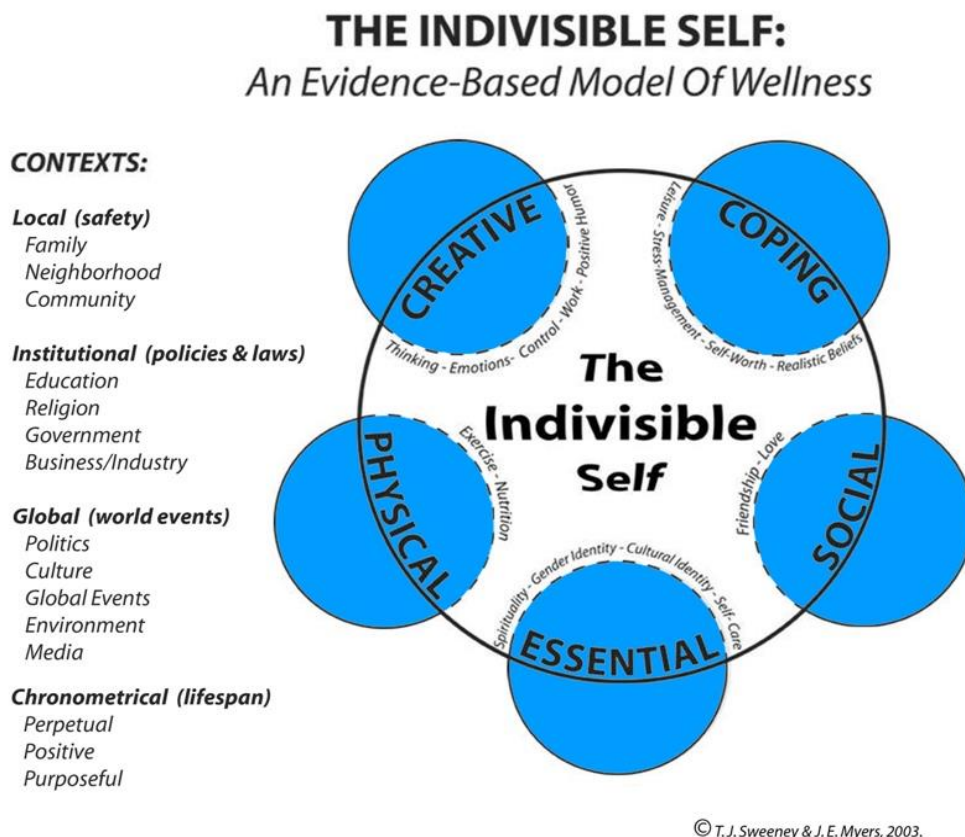 THE INDIVISIBLE SELF:
An Evidence-Based Model Of Wellness
CONTEXTS:
Local (safety)
Family
Neighborhood
Community
Institutional (policies & laws)
Education
Religion
Government
Business/Industry
Global (world events)
Politics
Culture
Global Events
Environment
Media
Chronometrical (lifespan)
Perpetual
Positive
Purposeful
CREATIVE
Thinking - Emotions- Control - Work - Positive Humor
COPING
Leisure - Stress-Management - Self-Worth - Realistic Beliefs
The
Indivisible
Self
PHYSICAL
Exercise - Nutrition
SOCIAL
Friendship - Love
ESSENTIAL
Spirituality - Gender Identity - Cultural Identity - Self-Care
© T. J. Sweeney & J. E. Myers, 2003.